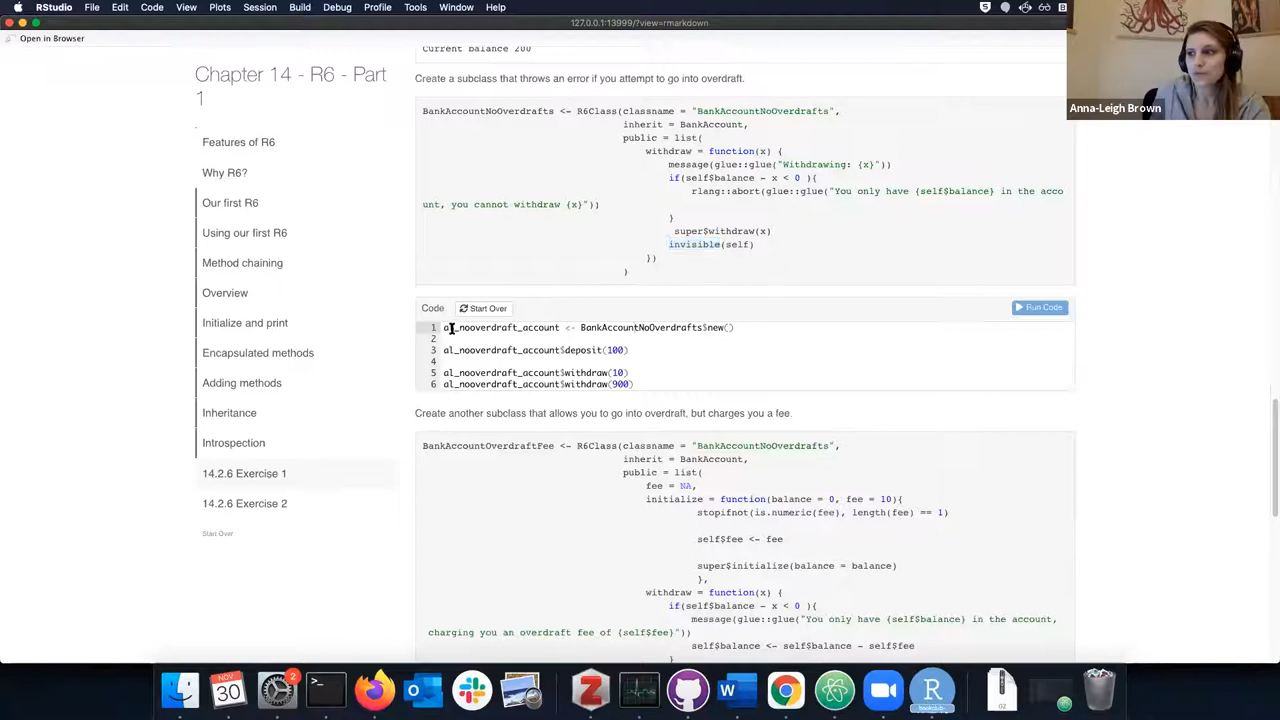 RStudio File Edit Code View Plots Session Build Debug Profile Tools Window Help
127.0.0.1:13999/?view=rmarkdown
Open in Browser
Anna-Leigh Brown
Chapter 14 - R6 - Part
1
Features of R6
Why R6?
Our first R6
Using our first R6
Method chaining
Overview
Initialize and print
Encapsulated methods
Adding methods
Inheritance
Introspection
14.2.6 Exercise 1
14.2.6 Exercise 2
Start Over
Current balance 200
Create a subclass that throws an error if you attempt to go into overdraft.
BankAccountNoOverdrafts <- R6Class(classname = "BankAccountNoOverdrafts",
inherit = BankAccount,
public = list(
withdraw = function(x) {
message(glue::glue("Withdrawing: {x}"))
if(self$balance - x < 0 ){
rlang::abort(glue::glue("You only have {self$balance} in the acco
unt, you cannot withdraw {x}"))
}
super$withdraw(x)
invisible(self)
})
)
Code Start Over Run Code
1 al_nooverdraft_account <- BankAccountNoOverdrafts$new()
2
3 al_nooverdraft_account$deposit(100)
4
5 al_nooverdraft_account$withdraw(10)
6 al_nooverdraft_account$withdraw(900)
Create another subclass that allows you to go into overdraft, but charges you a fee.
BankAccountOverdraftFee <- R6Class(classname = "BankAccountNoOverdrafts",
inherit = BankAccount,
public = list(
fee = NA,
initialize = function(balance = 0, fee = 10){
stopifnot(is.numeric(fee), length(fee) == 1)
self$fee <- fee
super$initialize(balance = balance)
},
withdraw = function(x) {
if(self$balance - x < 0 ){
message(glue::glue("You only have {self$balance} in the account,
charging you an overdraft fee of {self$fee}"))
self$balance <- self$balance - self$fee
}
NOV
30
2